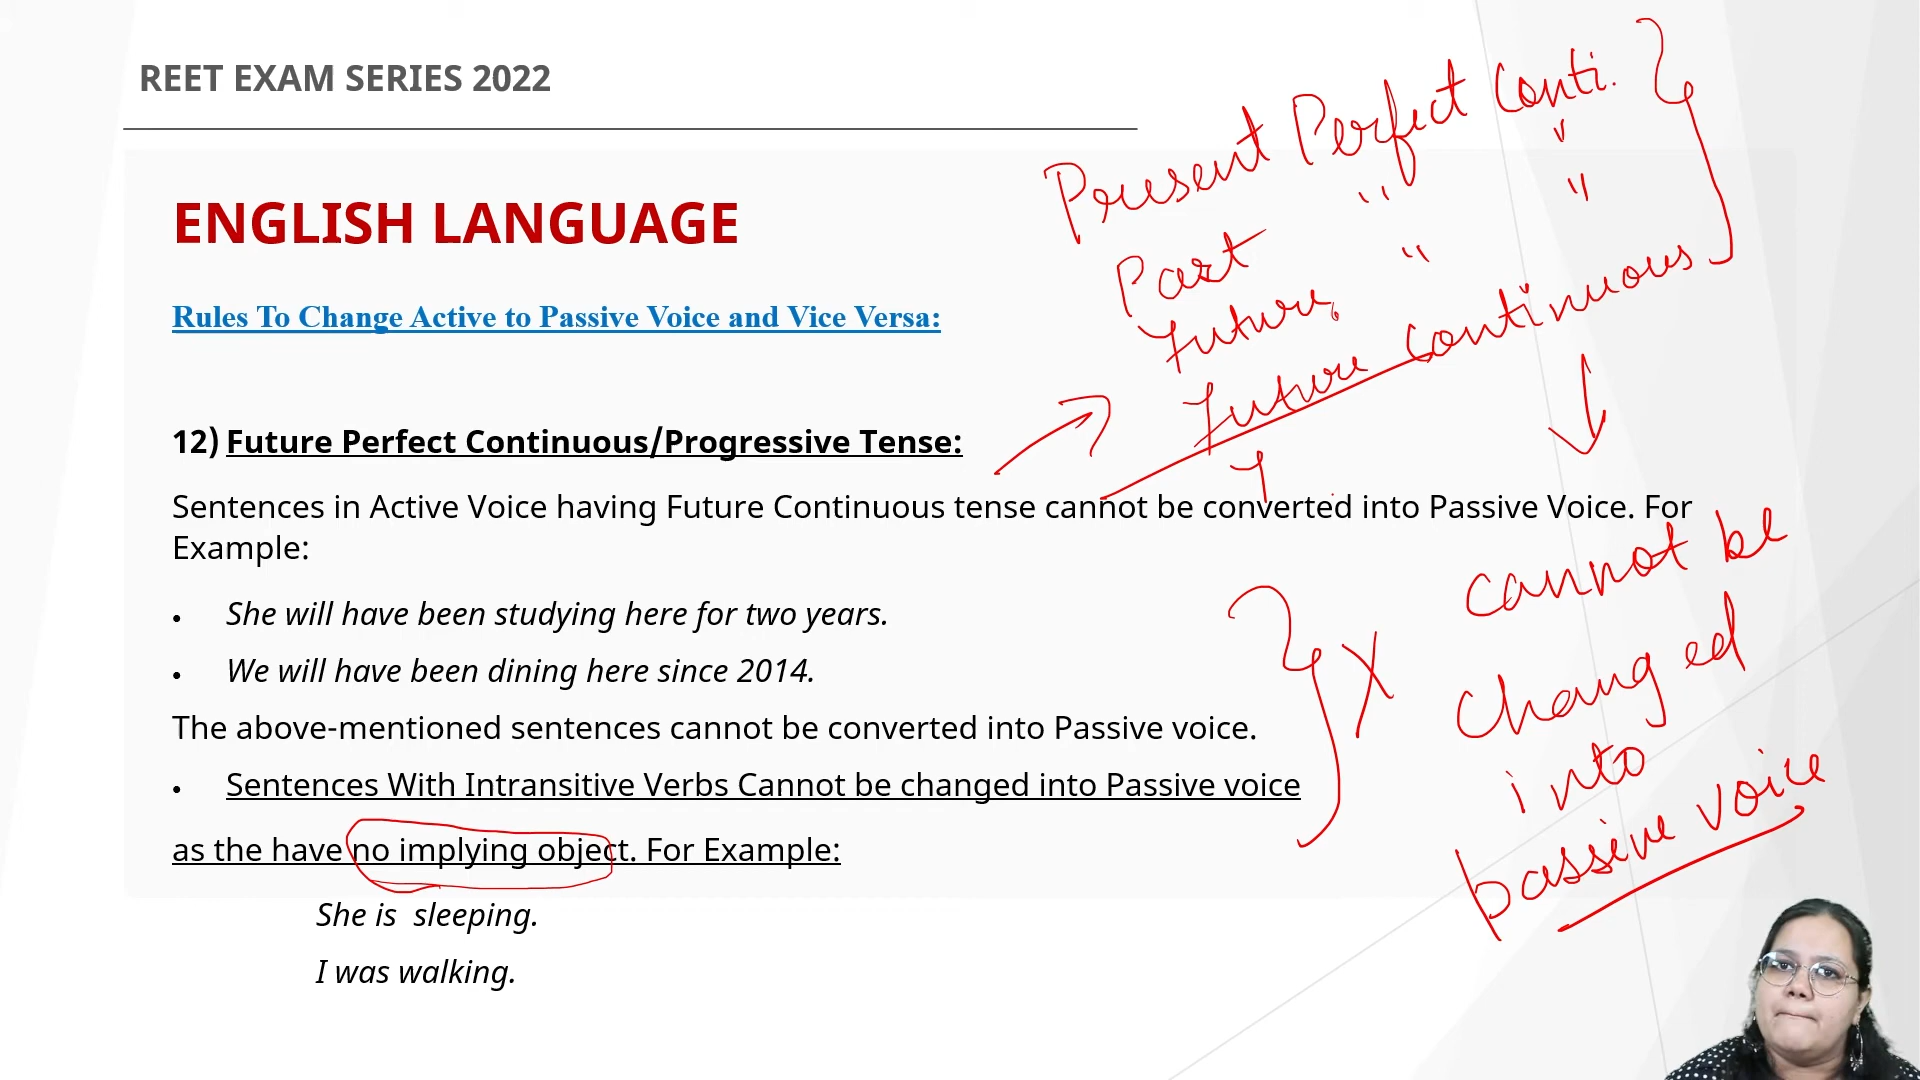 REET EXAM SERIES 2022
ENGLISH LANGUAGE
Rules To Change Active to Passive Voice and Vice Versa:
12) Future Perfect Continuous/Progressive Tense:
Sentences in Active Voice having Future Continuous tense cannot be converted into Passive Voice. For
Example:
• She will have been studying here for two years.
• We will have been dining here since 2014.
The above-mentioned sentences cannot be converted into Passive voice.
• Sentences With Intransitive Verbs Cannot be changed into Passive voice
as the have no implying object. For Example:
She is sleeping.
I was walking.
Present Perfect Conti.
Past " "
Future " "
Future Continuous
cannot be
changed
into
passive voice